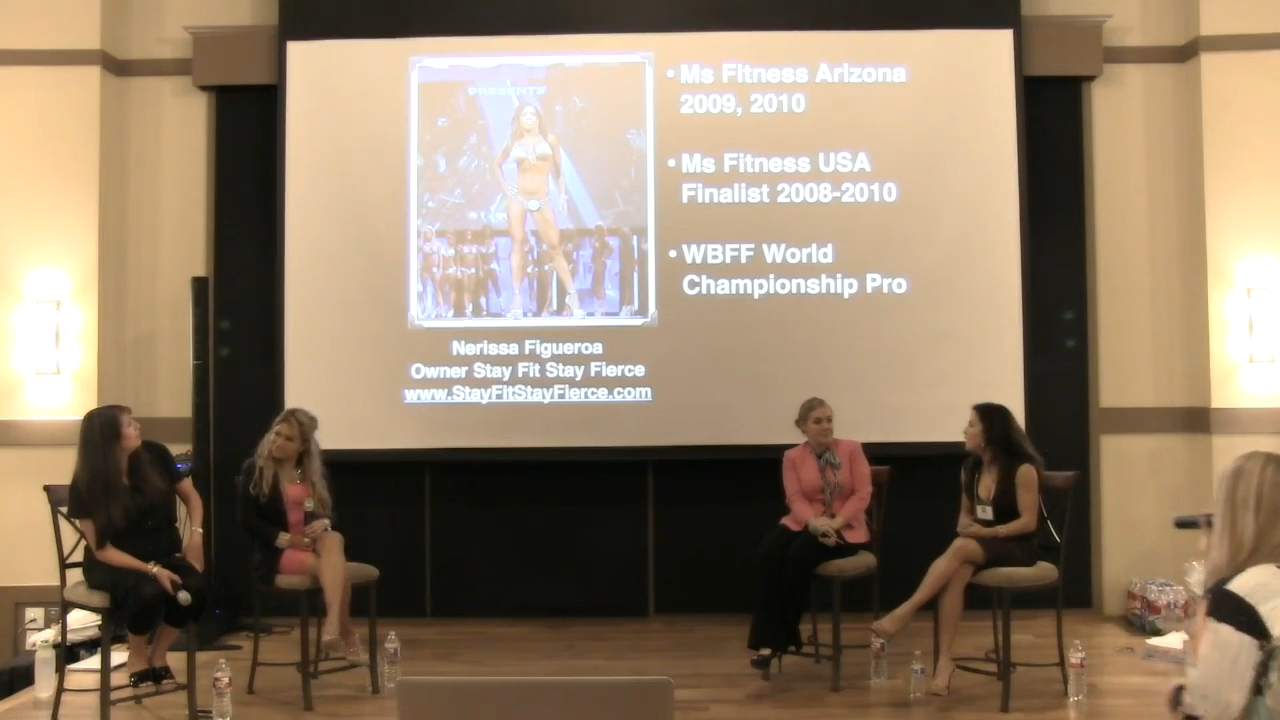 PRESENTS
• Ms Fitness Arizona
2009, 2010
• Ms Fitness USA
Finalist 2008-2010
• WBFF World
Championship Pro
Nerissa Figueroa
Owner Stay Fit Stay Fierce
www.StayFitStayFierce.com